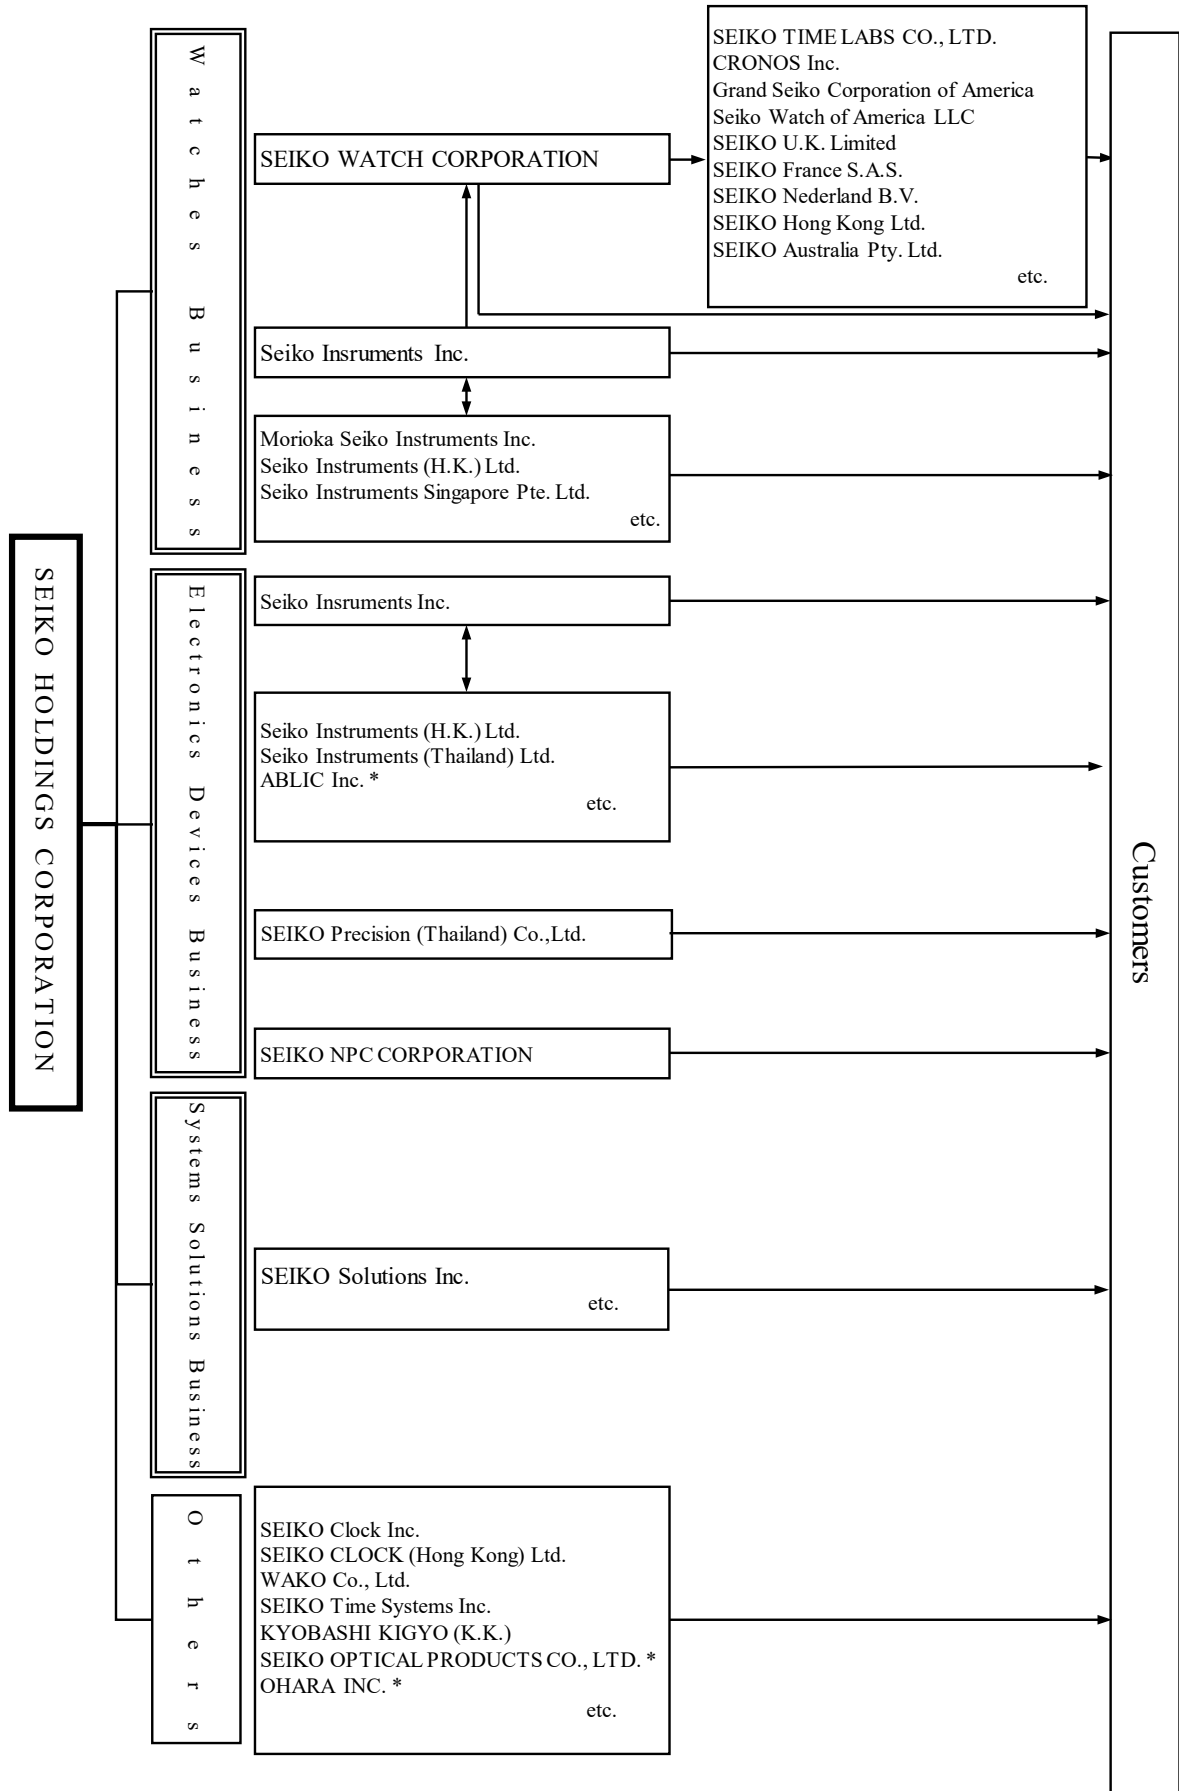 SEIKO HOLDINGS CORPORATION
Watches Business
SEIKO WATCH CORPORATION
SEIKO TIME LABS CO., LTD.
CRONOS Inc.
Grand Seiko Corporation of America
Seiko Watch of America LLC
SEIKO U.K. Limited
SEIKO France S.A.S.
SEIKO Nederland B.V.
SEIKO Hong Kong Ltd.
SEIKO Australia Pty. Ltd.
etc.
Seiko Insruments Inc.
Morioka Seiko Instruments Inc.
Seiko Instruments (H.K.) Ltd.
Seiko Instruments Singapore Pte. Ltd.
etc.
Electronics Devices Business
Seiko Insruments Inc.
Seiko Instruments (H.K.) Ltd.
Seiko Instruments (Thailand) Ltd.
ABLIC Inc. *
etc.
SEIKO Precision (Thailand) Co.,Ltd.
SEIKO NPC CORPORATION
Systems Solutions Business
SEIKO Solutions Inc.
etc.
Others
SEIKO Clock Inc.
SEIKO CLOCK (Hong Kong) Ltd.
WAKO Co., Ltd.
SEIKO Time Systems Inc.
KYOBASHI KIGYO (K.K.)
SEIKO OPTICAL PRODUCTS CO., LTD. *
OHARA INC. *
etc.
Customers